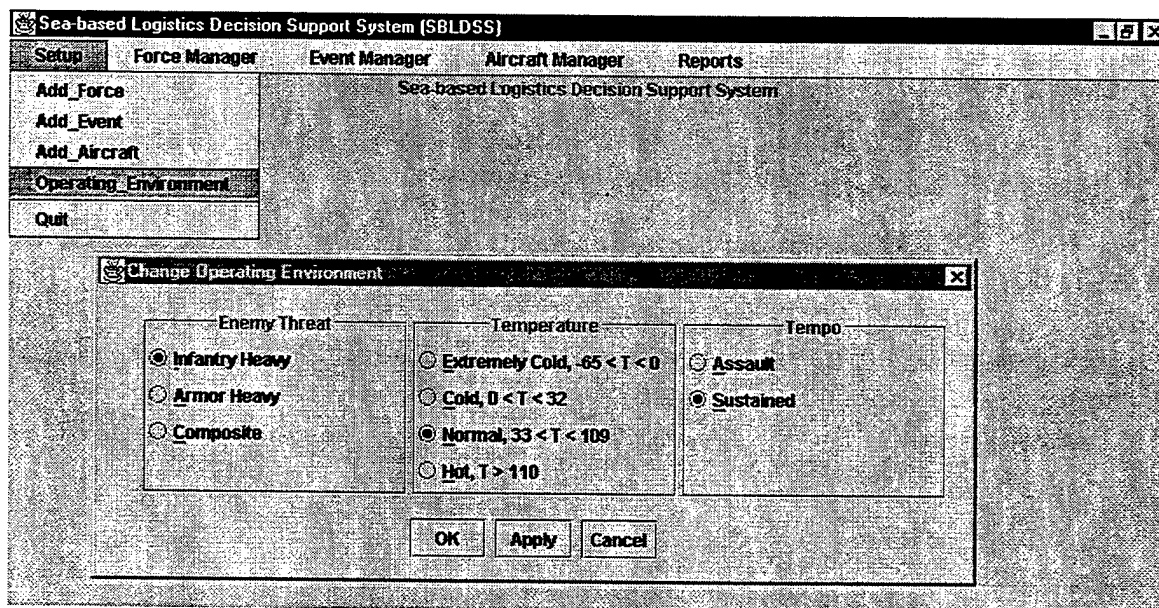 Sea-based Logistics Decision Support System (SBLDSS)
Setup Force Manager Event Manager Aircraft Manager Reports
Sea-based Logistics Decision Support System
Add_Force
Add_Event
Add_Aircraft
Operating_Environment
Quit
Change Operating Environment
Enemy Threat
Infantry Heavy
Armor Heavy
Composite
Temperature
Extremely Cold, -65 < T < 0
Cold, 0 < T < 32
Normal, 33 < T < 109
Hot, T > 110
Tempo
Assault
Sustained
OK Apply Cancel